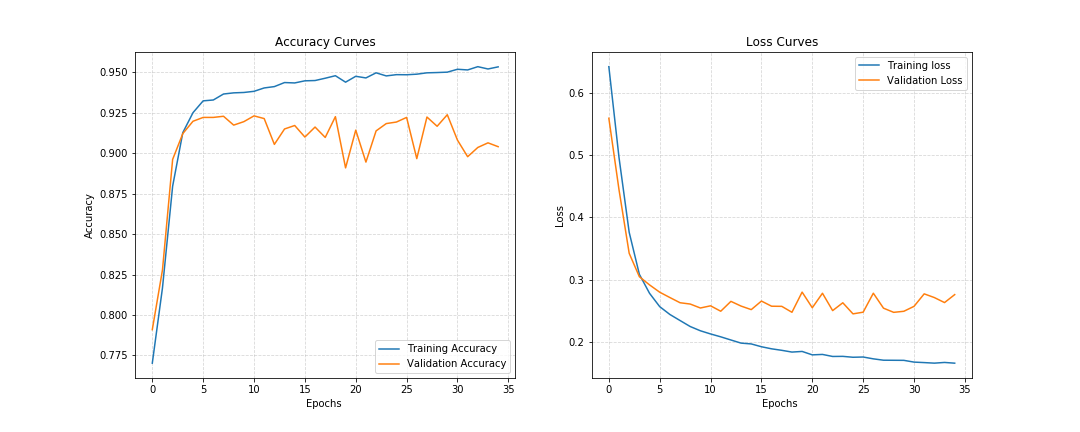 Accuracy Curves
Accuracy
0.950
0.925
0.900
0.875
0.850
0.825
0.800
0.775
0 5 10 15 20 25 30 35
Epochs
Training Accuracy
Validation Accuracy
Loss Curves
Loss
0.6
0.5
0.4
0.3
0.2
0 5 10 15 20 25 30 35
Epochs
Training loss
Validation Loss